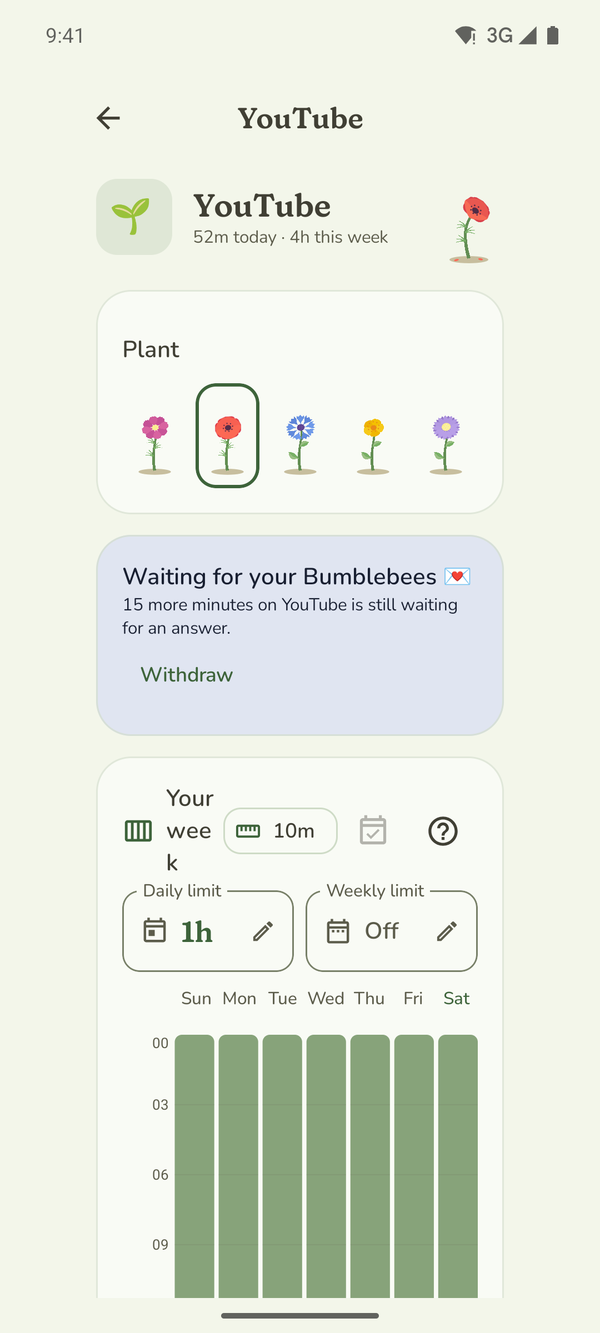 9:41
3G
YouTube
YouTube
52m today · 4h this week
Plant
Waiting for your Bumblebees 💌
15 more minutes on YouTube is still waiting
for an answer.
Withdraw
Your
wee
k
10m
Daily limit
Weekly limit
1h
Off
Sun Mon Tue Wed Thu Fri Sat
00
03
06
09